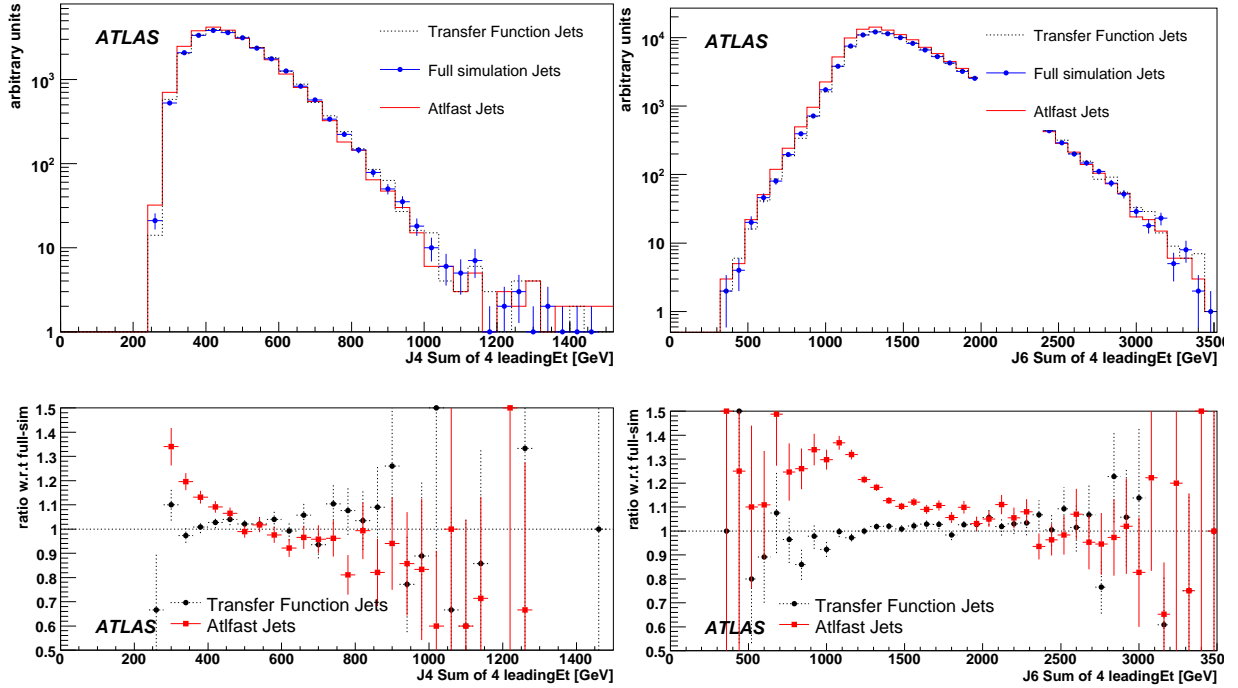 arbitrary units
ATLAS
Transfer Function Jets
Full simulation Jets
Atlfast Jets
10³
10²
10
1
0 200 400 600 800 1000 1200 1400
J4 Sum of 4 leadingEt [GeV]
arbitrary units
ATLAS
Transfer Function Jets
Full simulation Jets
Atlfast Jets
10⁴
10³
10²
10
1
0 500 1000 1500 2000 2500 3000 3500
J6 Sum of 4 leadingEt [GeV]
ratio w.r.t full-sim
1.5
1.4
1.3
1.2
1.1
1
0.9
0.8
0.7
0.6
0.5
Transfer Function Jets
ATLAS
Atlfast Jets
0 200 400 600 800 1000 1200 1400
J4 Sum of 4 leadingEt [GeV]
ratio w.r.t full-sim
1.5
1.4
1.3
1.2
1.1
1
0.9
0.8
0.7
0.6
0.5
Transfer Function Jets
ATLAS
Atlfast Jets
0 500 1000 1500 2000 2500 3000 350
J6 Sum of 4 leadingEt [GeV]